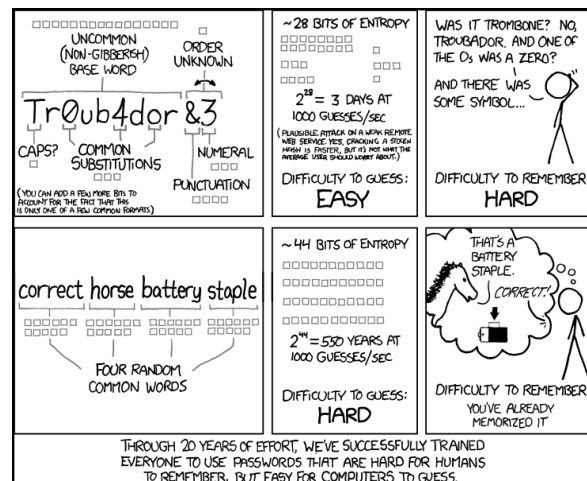 UNCOMMON
(NON-GIBBERISH)
BASE WORD
ORDER
UNKNOWN
Tr0ub4dor &3
CAPS?
COMMON
SUBSTITUTIONS
NUMERAL
PUNCTUATION
(YOU CAN ADD A FEW MORE BITS TO
ACCOUNT FOR THE FACT THAT THIS
IS ONLY ONE OF A FEW COMMON FORMATS.)
~28 BITS OF ENTROPY
2²⁸ = 3 DAYS AT
1000 GUESSES/SEC
(PLAUSIBLE ATTACK ON A WEAK REMOTE
WEB SERVICE. YES, CRACKING A STOLEN
HASH IS FASTER, BUT IT'S NOT WHAT THE
AVERAGE USER SHOULD WORRY ABOUT.)
DIFFICULTY TO GUESS:
EASY
WAS IT TROMBONE? NO,
TROUBADOR. AND ONE OF
THE Os WAS A ZERO?
AND THERE WAS
SOME SYMBOL...
DIFFICULTY TO REMEMBER:
HARD
correct horse battery staple
FOUR RANDOM
COMMON WORDS
~44 BITS OF ENTROPY
2⁴⁴ = 550 YEARS AT
1000 GUESSES/SEC
DIFFICULTY TO GUESS:
HARD
THAT'S A
BATTERY
STAPLE.
CORRECT!
DIFFICULTY TO REMEMBER:
YOU'VE ALREADY
MEMORIZED IT
THROUGH 20 YEARS OF EFFORT, WE'VE SUCCESSFULLY TRAINED
EVERYONE TO USE PASSWORDS THAT ARE HARD FOR HUMANS
TO REMEMBER, BUT EASY FOR COMPUTERS TO GUESS.